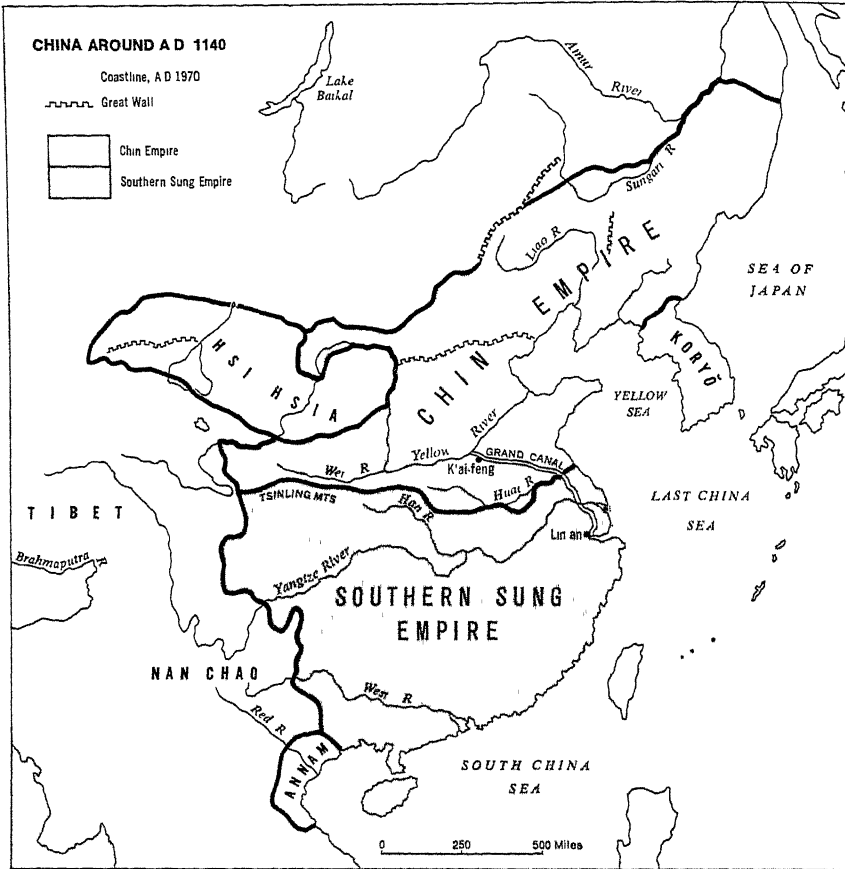 CHINA AROUND A D 1140
Coastline, A D 1970
Great Wall
Chin Empire
Southern Sung Empire
Lake
Baikal
Amur
River
Sungari R
Liao R
CHIN EMPIRE
SEA OF
JAPAN
KORYŎ
HSI HSIA
YELLOW
SEA
Yellow River
GRAND CANAL
K'ai-feng
Wei R
TSINLING MTS
Han R
Huai R
LAST CHINA
SEA
TIBET
Lin an
Brahmaputra R
Yangtze River
SOUTHERN SUNG
EMPIRE
NAN CHAO
West R
Red R
ANNAM
SOUTH CHINA
SEA
0 250 500 Miles